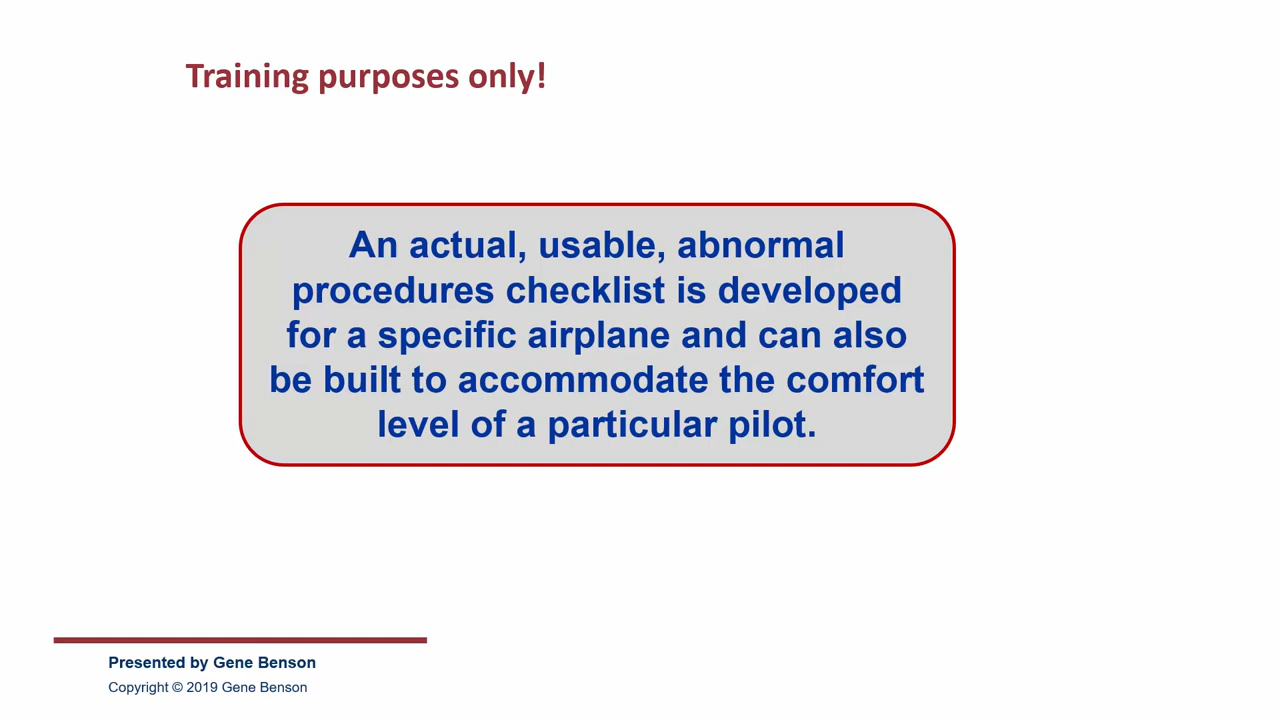 Training purposes only!
An actual, usable, abnormal
procedures checklist is developed
for a specific airplane and can also
be built to accommodate the comfort
level of a particular pilot.
Presented by Gene Benson
Copyright © 2019 Gene Benson